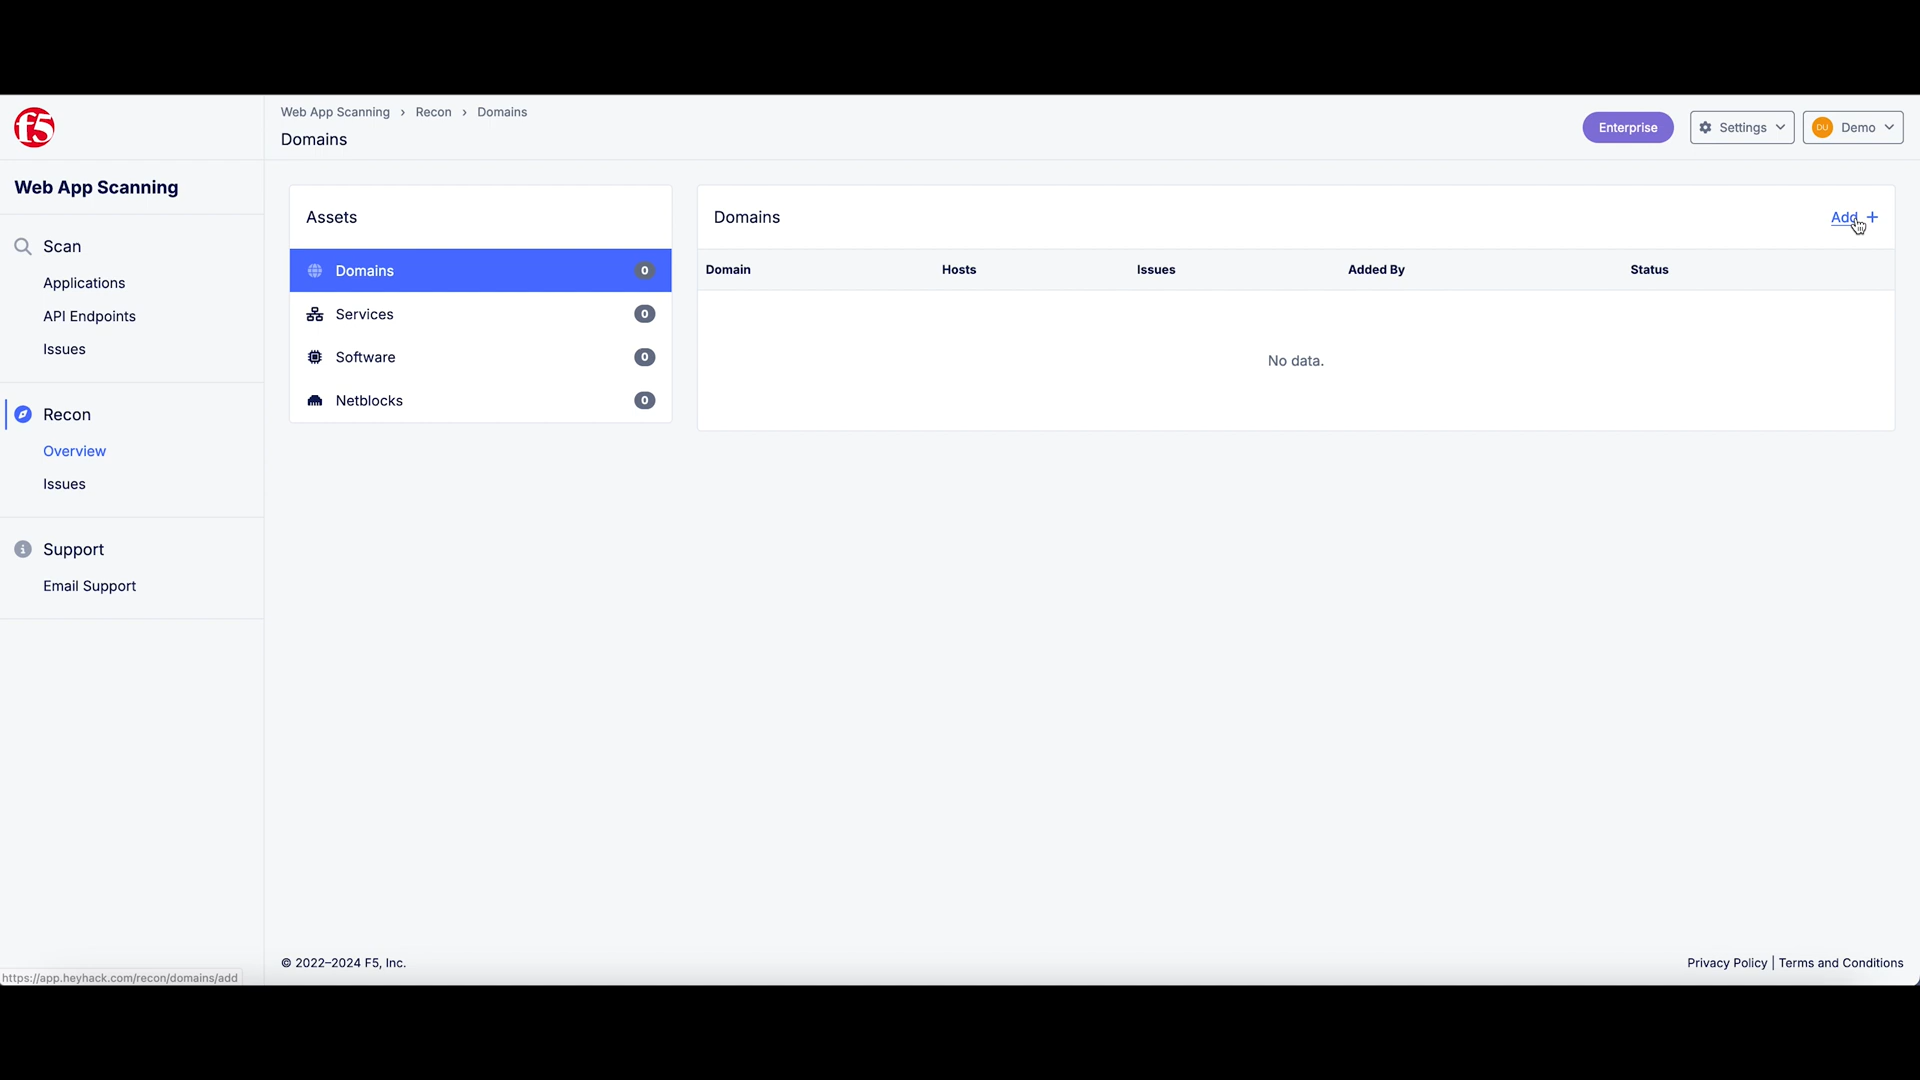 f5
Web App Scanning › Recon › Domains
Domains
Enterprise
Settings
DU Demo
Web App Scanning
Scan
Applications
API Endpoints
Issues
Recon
Overview
Issues
Support
Email Support
Assets
Domains 0
Services 0
Software 0
Netblocks 0
Domains
Add +
Domain Hosts Issues Added By Status
No data.
© 2022–2024 F5, Inc.
Privacy Policy | Terms and Conditions
https://app.heyhack.com/recon/domains/add